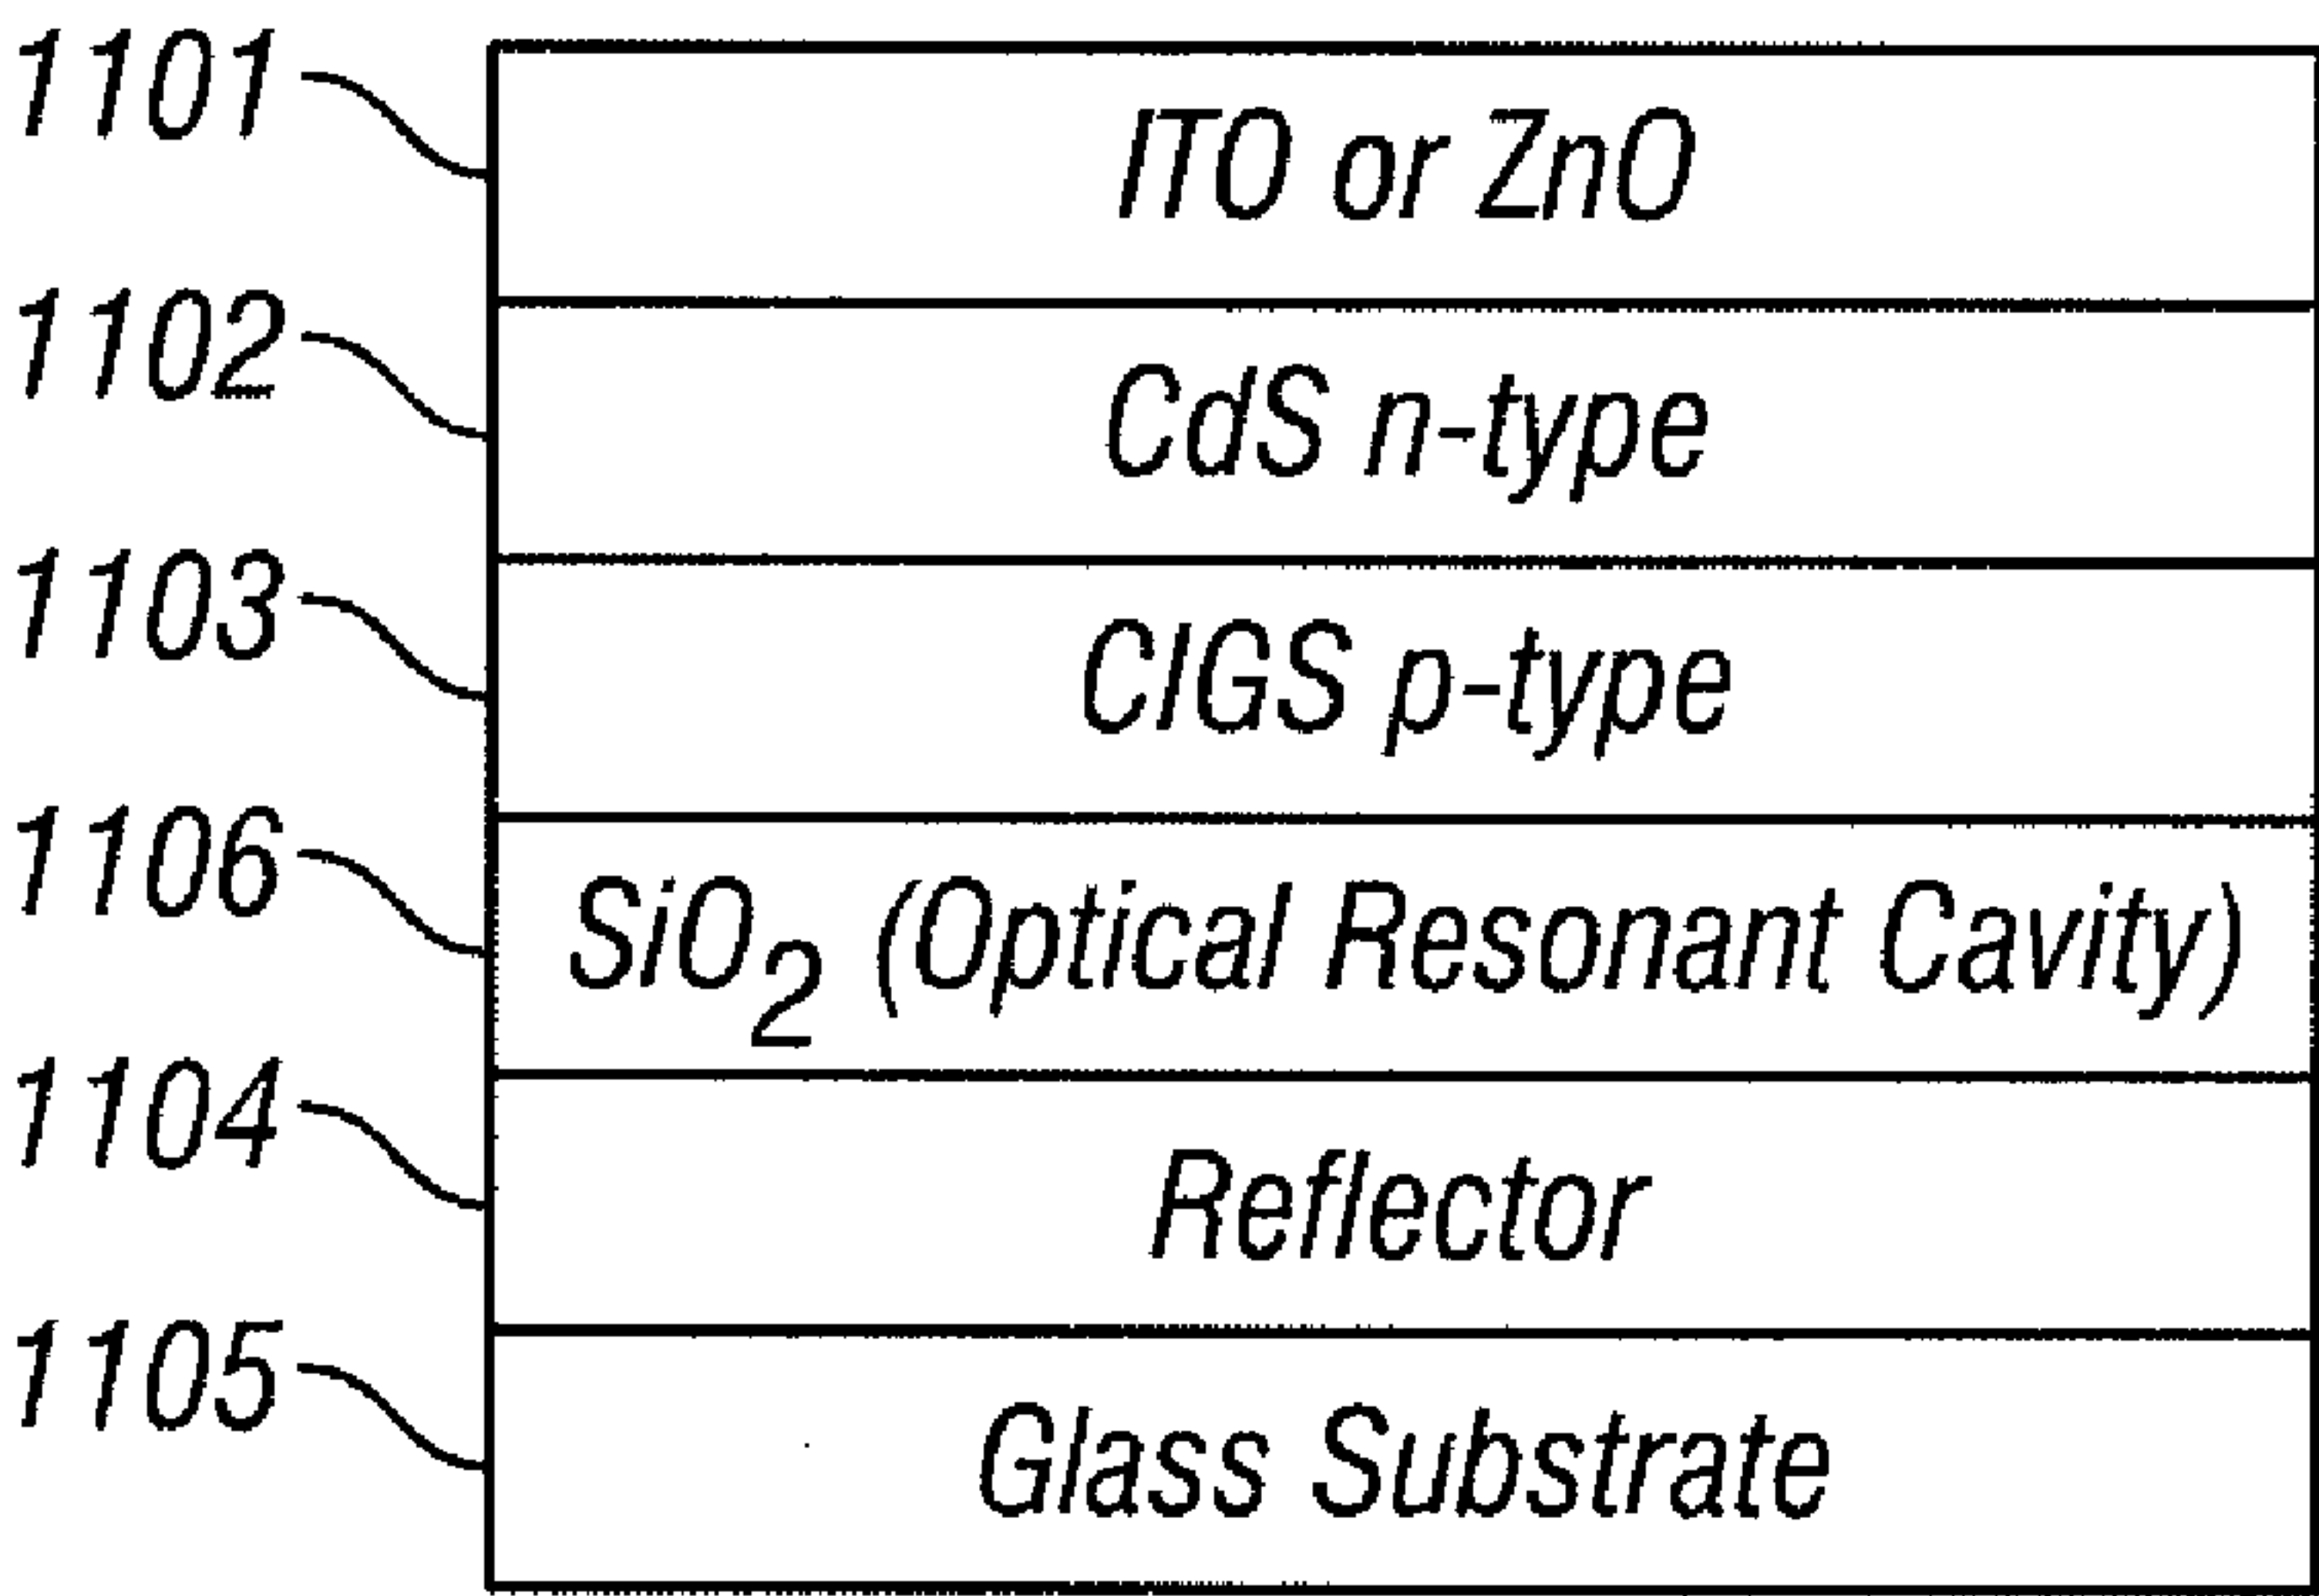 1101 ITO or ZnO
1102 CdS n-type
1103 CIGS p-type
1106 SiO₂ (Optical Resonant Cavity)
1104 Reflector
1105 Glass Substrate